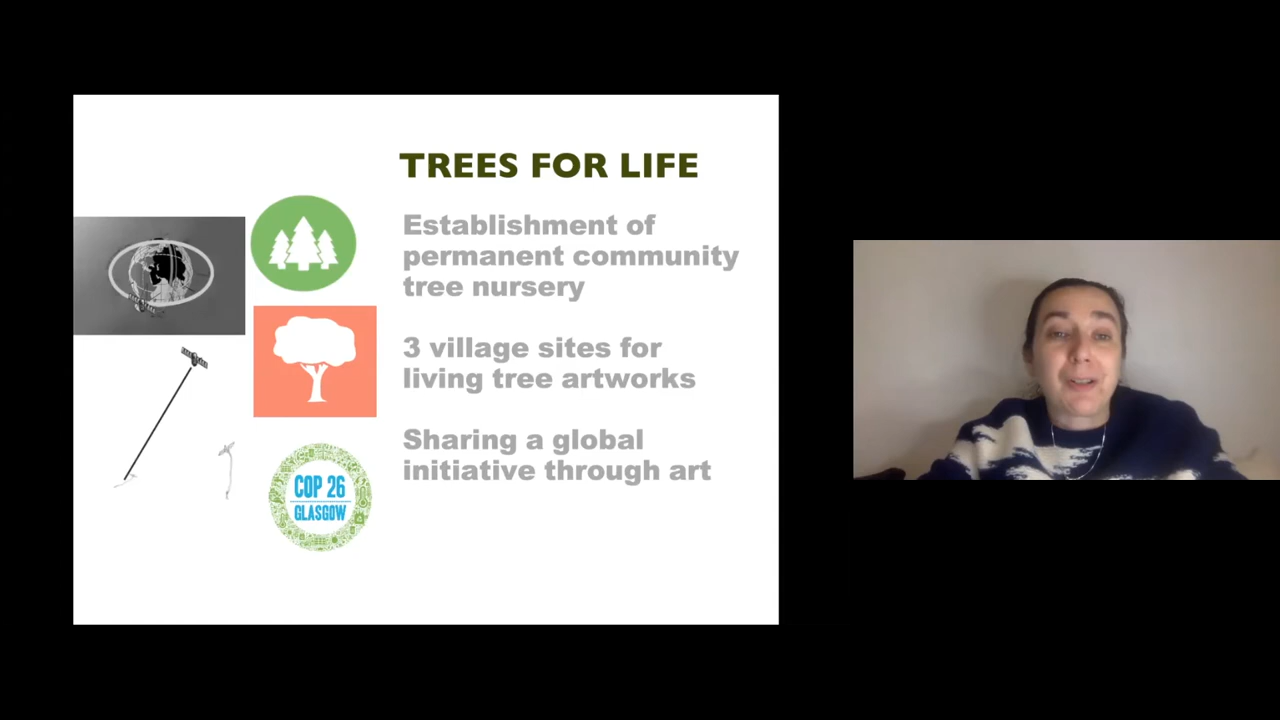 TREES FOR LIFE
Establishment of
permanent community
tree nursery
3 village sites for
living tree artworks
Sharing a global
initiative through art
COP 26
GLASGOW